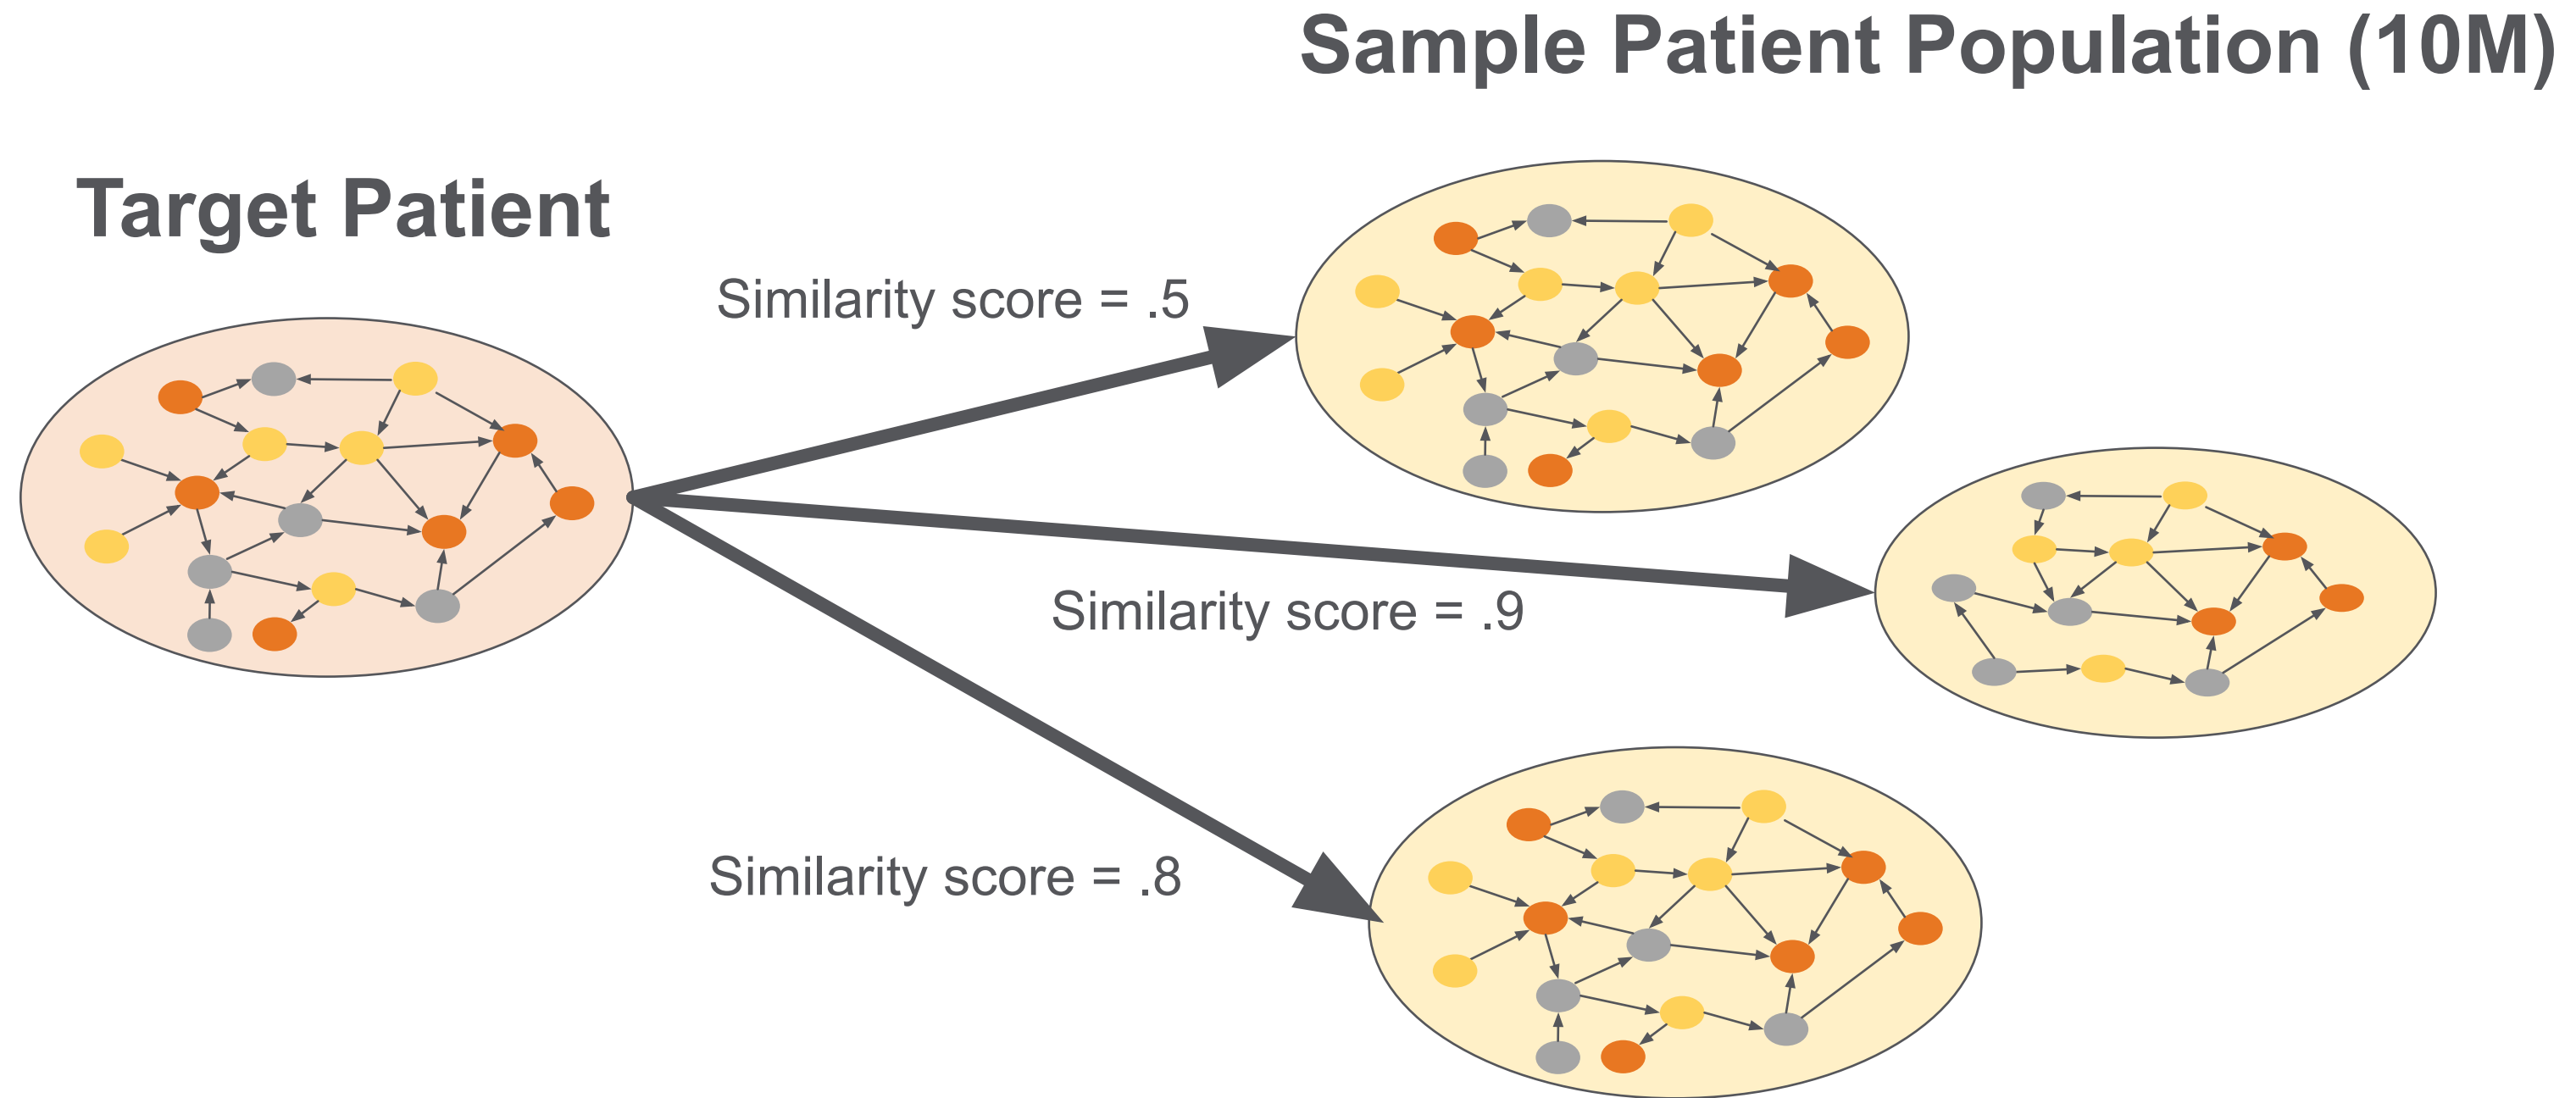 Sample Patient Population (10M)
Target Patient
Similarity score = .5
Similarity score = .9
Similarity score = .8